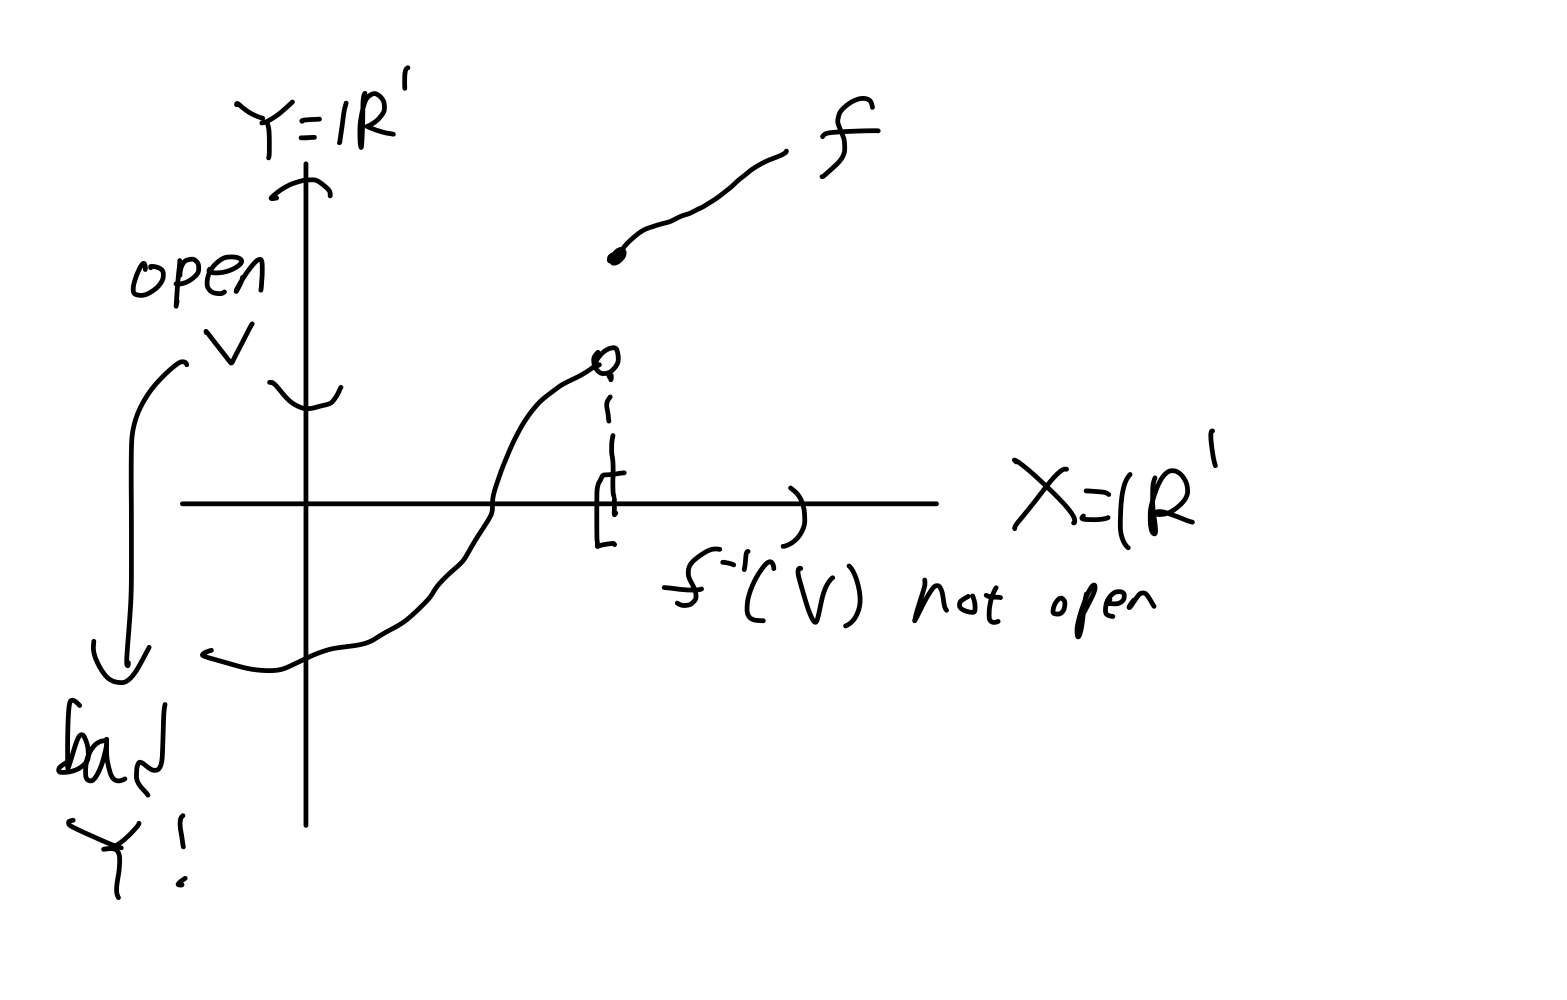 Y = ℝ¹
f
open
V
X = ℝ¹
f⁻¹(V) not open
bad
Y!